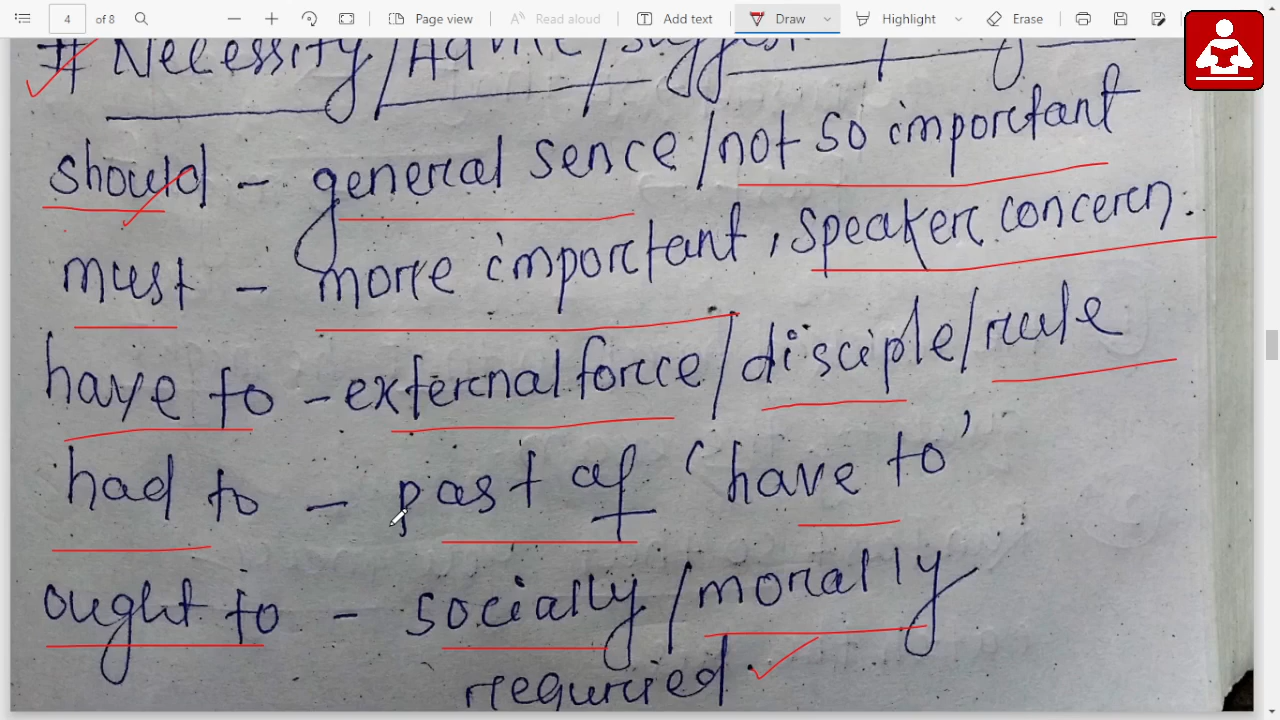 4 of 8 Page view Read aloud Add text Draw Highlight Erase
# Necessity/Advice/suggest
should - general sence/not so important
must - more important, speaker concern.
have to - external force/disciple/rule
had to - past of 'have to'
ought to - socially/morally
requried